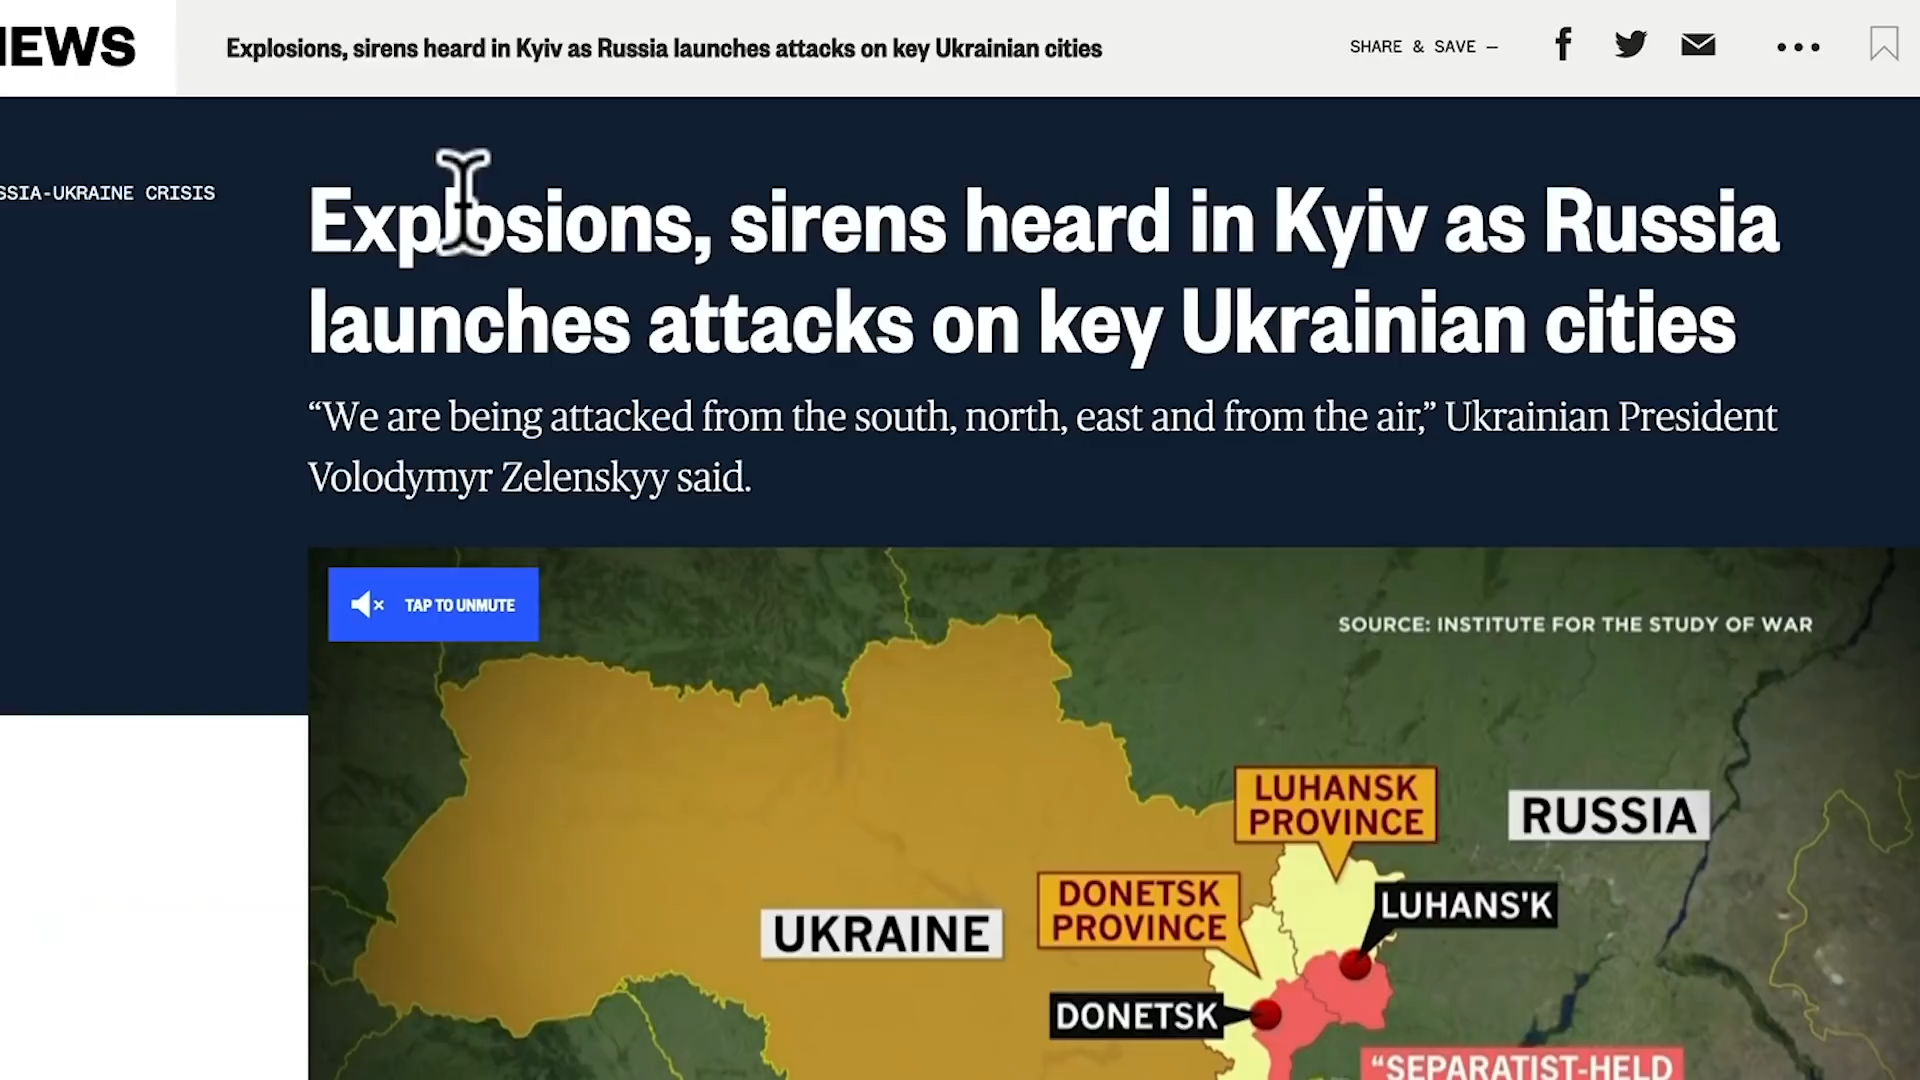 NEWS
Explosions, sirens heard in Kyiv as Russia launches attacks on key Ukrainian cities
SHARE & SAVE —
SSIA-UKRAINE CRISIS
Explosions, sirens heard in Kyiv as Russia
launches attacks on key Ukrainian cities
“We are being attacked from the south, north, east and from the air,” Ukrainian President
Volodymyr Zelenskyy said.
TAP TO UNMUTE
SOURCE: INSTITUTE FOR THE STUDY OF WAR
LUHANSK
PROVINCE
RUSSIA
DONETSK
PROVINCE
LUHANS'K
UKRAINE
DONETSK
“SEPARATIST-HELD